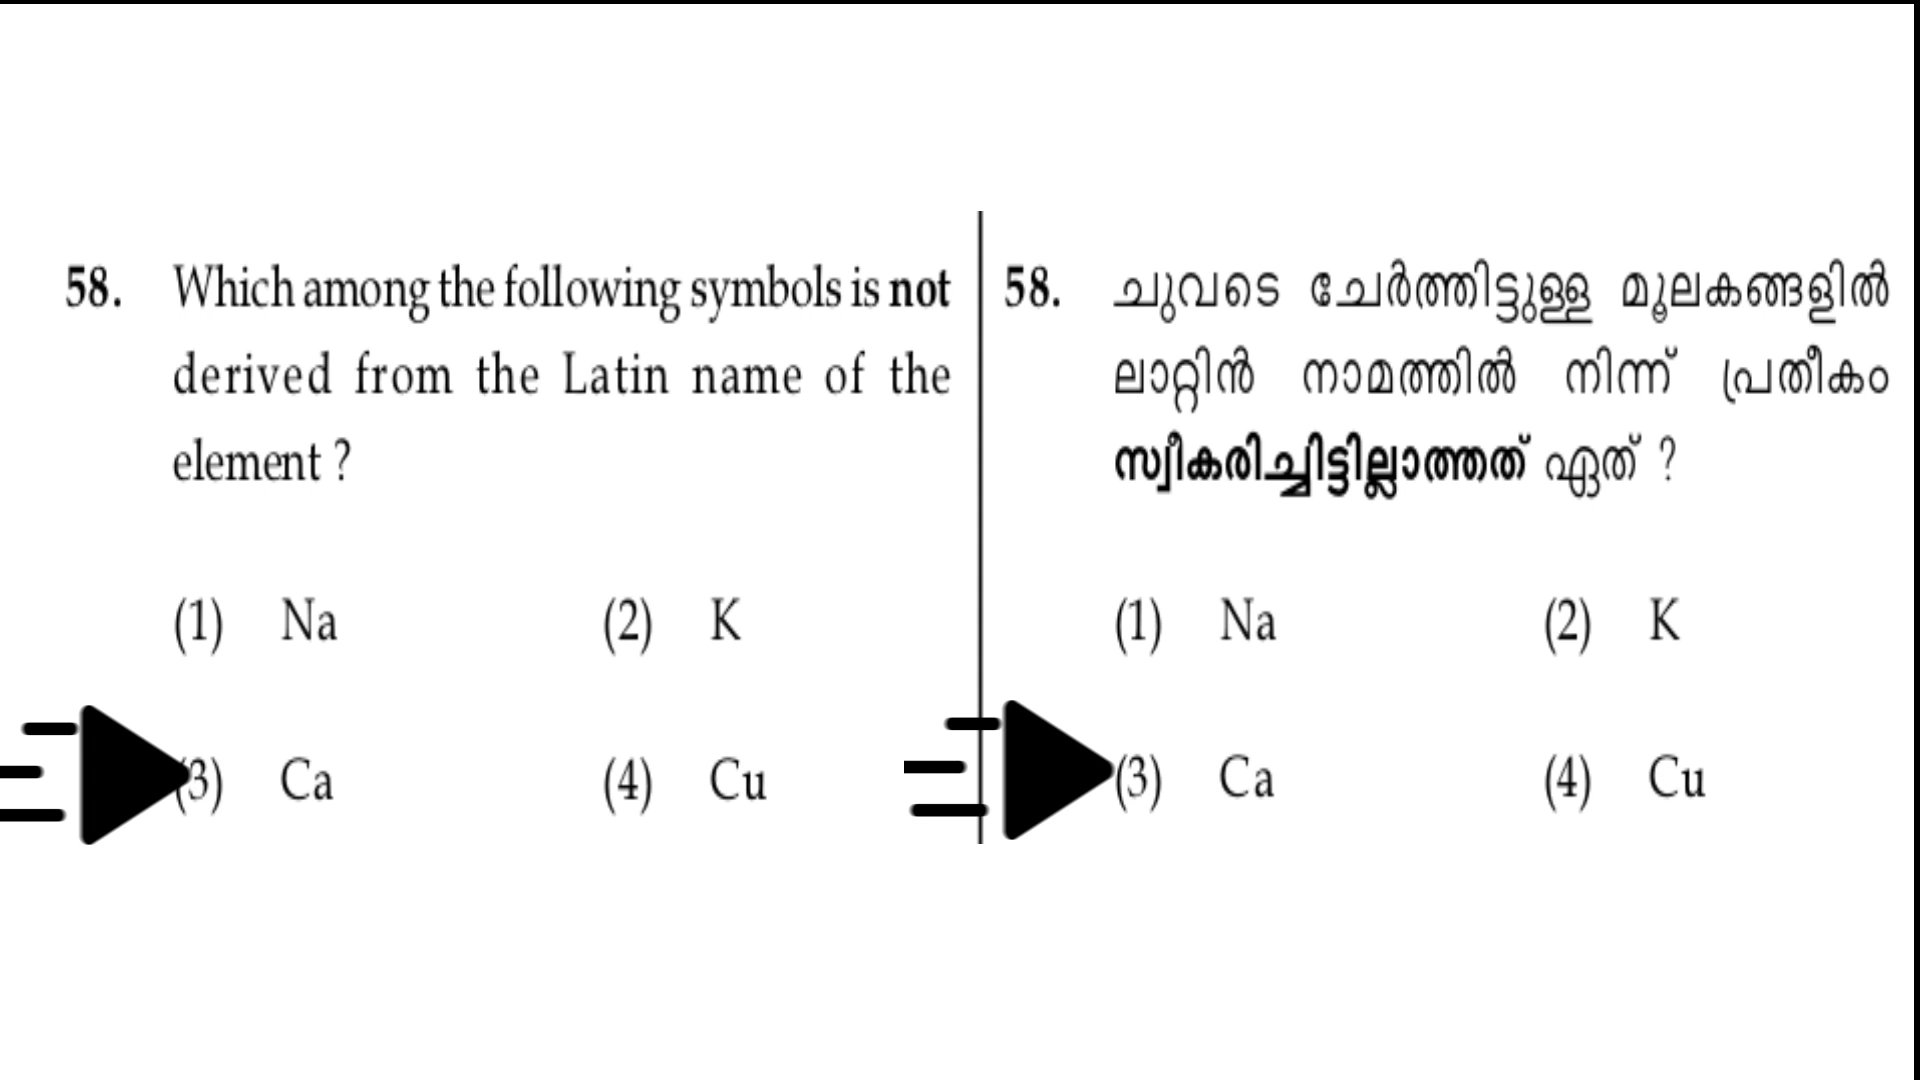 58. Which among the following symbols is not
derived from the Latin name of the
element ?
(1) Na (2) K
(3) Ca (4) Cu
58. ചുവടെ ചേർത്തിട്ടുള്ള മൂലകങ്ങളിൽ
ലാറ്റിൻ നാമത്തിൽ നിന്ന് പ്രതീകം
സ്വീകരിച്ചിട്ടില്ലാത്തത് ഏത് ?
(1) Na (2) K
(3) Ca (4) Cu